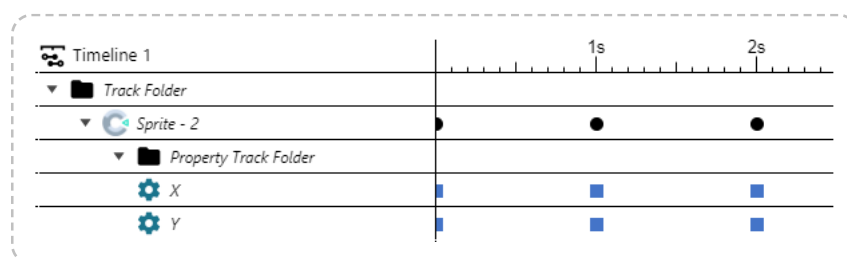 Timeline 1 1s 2s
Track Folder
Sprite - 2
Property Track Folder
X
Y